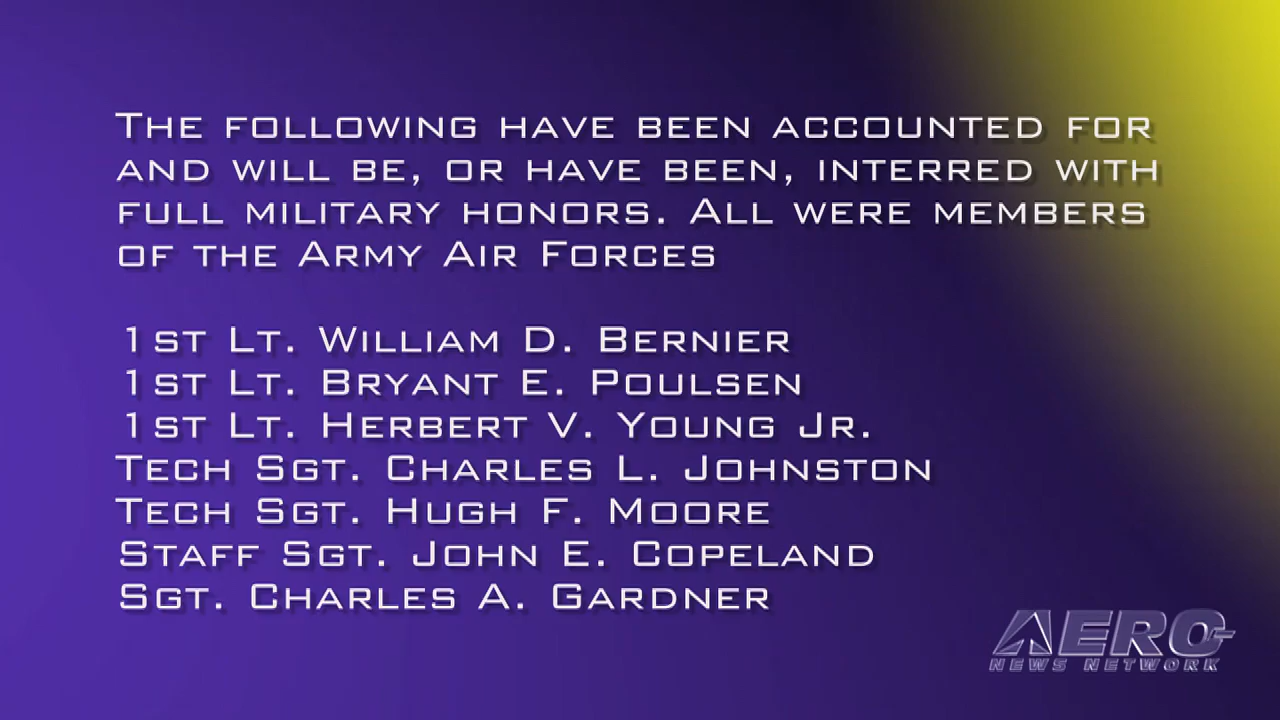 The following have been accounted for
and will be, or have been, interred with
full military honors. All were members
of the Army Air Forces
1st Lt. William D. Bernier
1st Lt. Bryant E. Poulsen
1st Lt. Herbert V. Young Jr.
Tech Sgt. Charles L. Johnston
Tech Sgt. Hugh F. Moore
Staff Sgt. John E. Copeland
Sgt. Charles A. Gardner
AERO
NEWS NETWORK